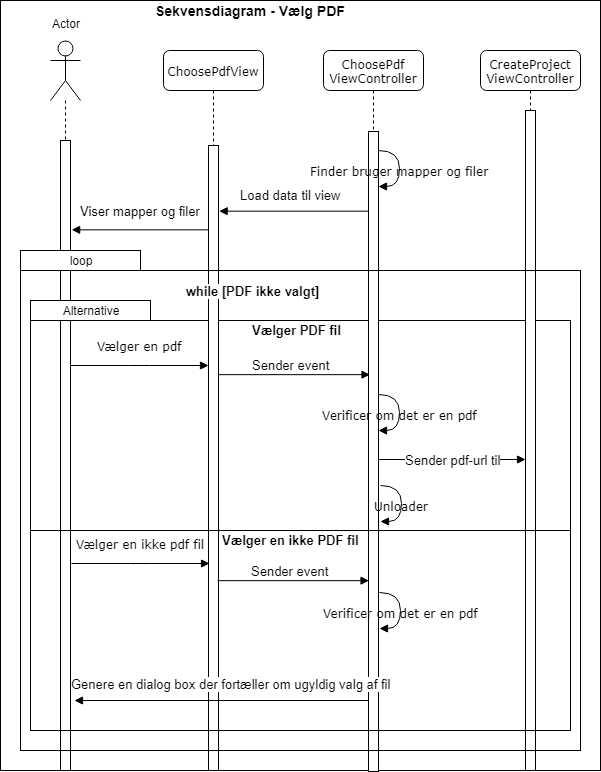 Sekvensdiagram - Vælg PDF
Actor
ChoosePdfView
ChoosePdf
ViewController
CreateProject
ViewController
Finder bruger mapper og filer
Load data til view
Viser mapper og filer
loop
while [PDF ikke valgt]
Alternative
Vælger PDF fil
Vælger en pdf
Sender event
Verificer om det er en pdf
Sender pdf-url til
Unloader
Vælger en ikke PDF fil
Vælger en ikke pdf fil
Sender event
Verificer om det er en pdf
Genere en dialog box der fortæller om ugyldig valg af fil